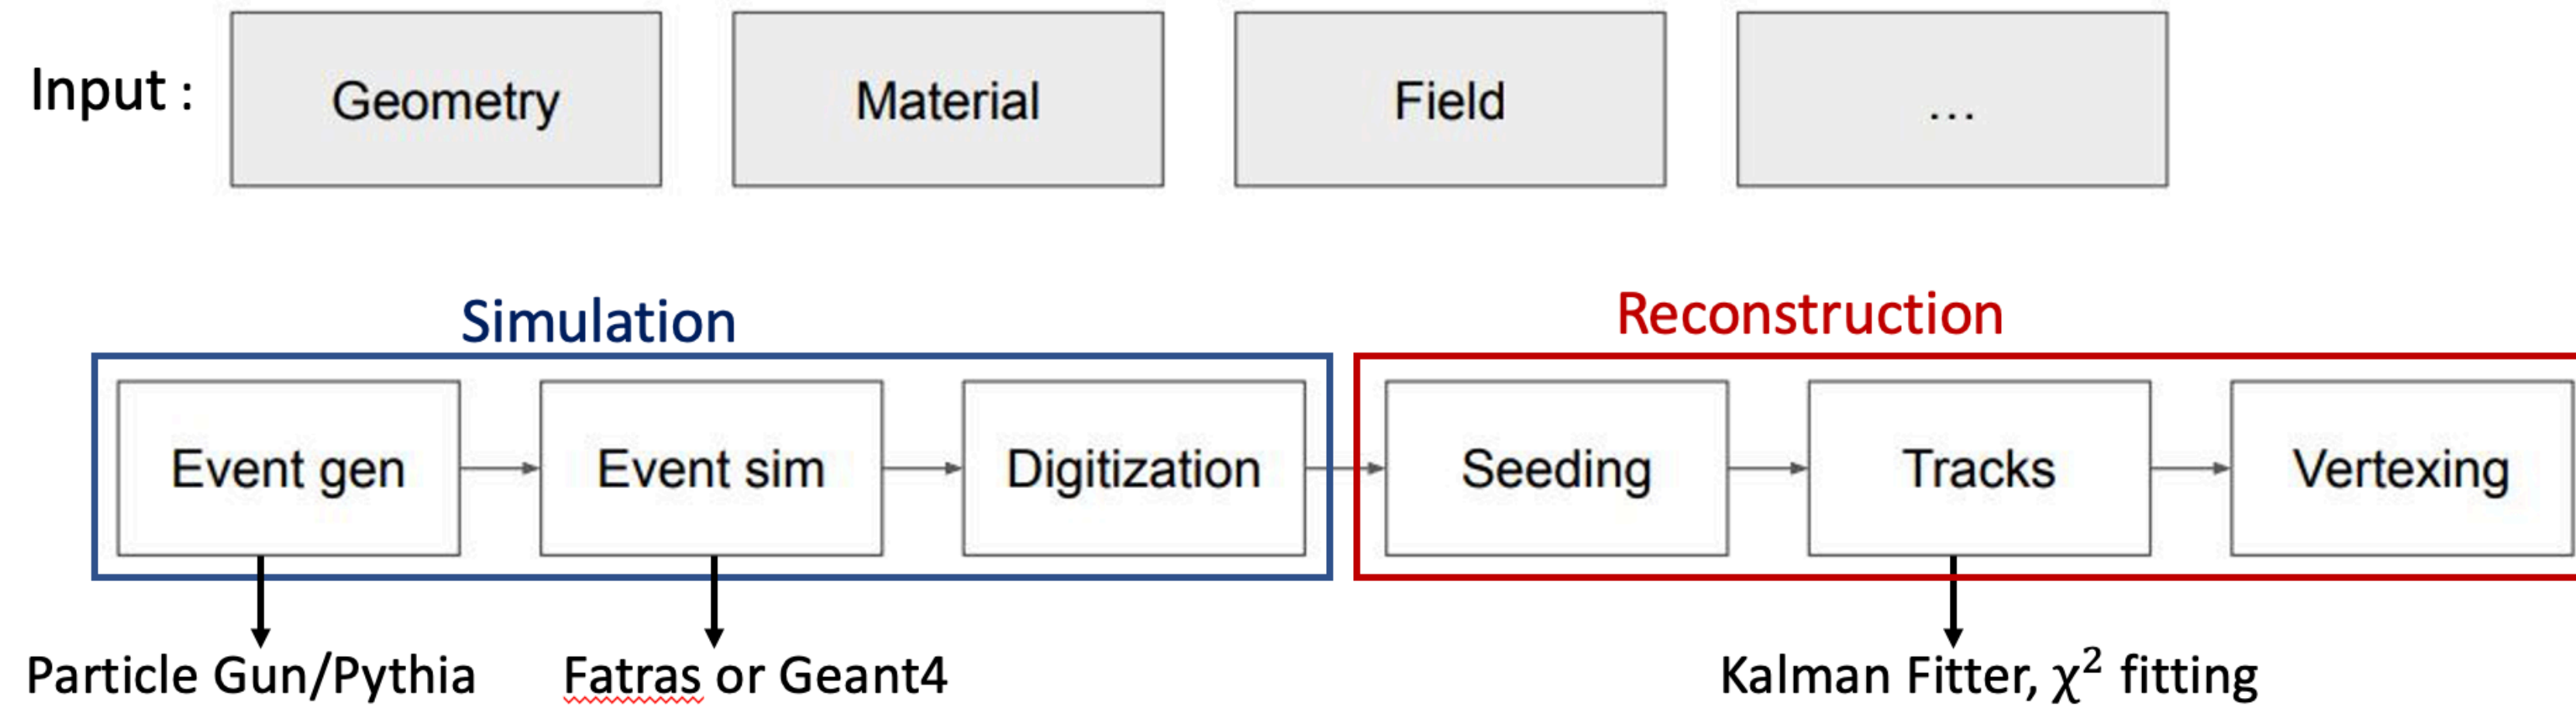 Input :
Geometry
Material
Field
...
Simulation
Reconstruction
Event gen
Event sim
Digitization
Seeding
Tracks
Vertexing
Particle Gun/Pythia
Fatras or Geant4
Kalman Fitter, χ² fitting